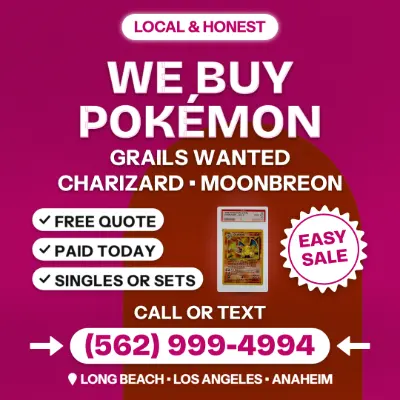 LOCAL & HONEST
WE BUY
POKÉMON
GRAILS WANTED
CHARIZARD ▪ MOONBREON
FREE QUOTE
PAID TODAY
SINGLES OR SETS
EASY
SALE
CALL OR TEXT
(562) 999-4994
LONG BEACH ▪ LOS ANGELES ▪ ANAHEIM